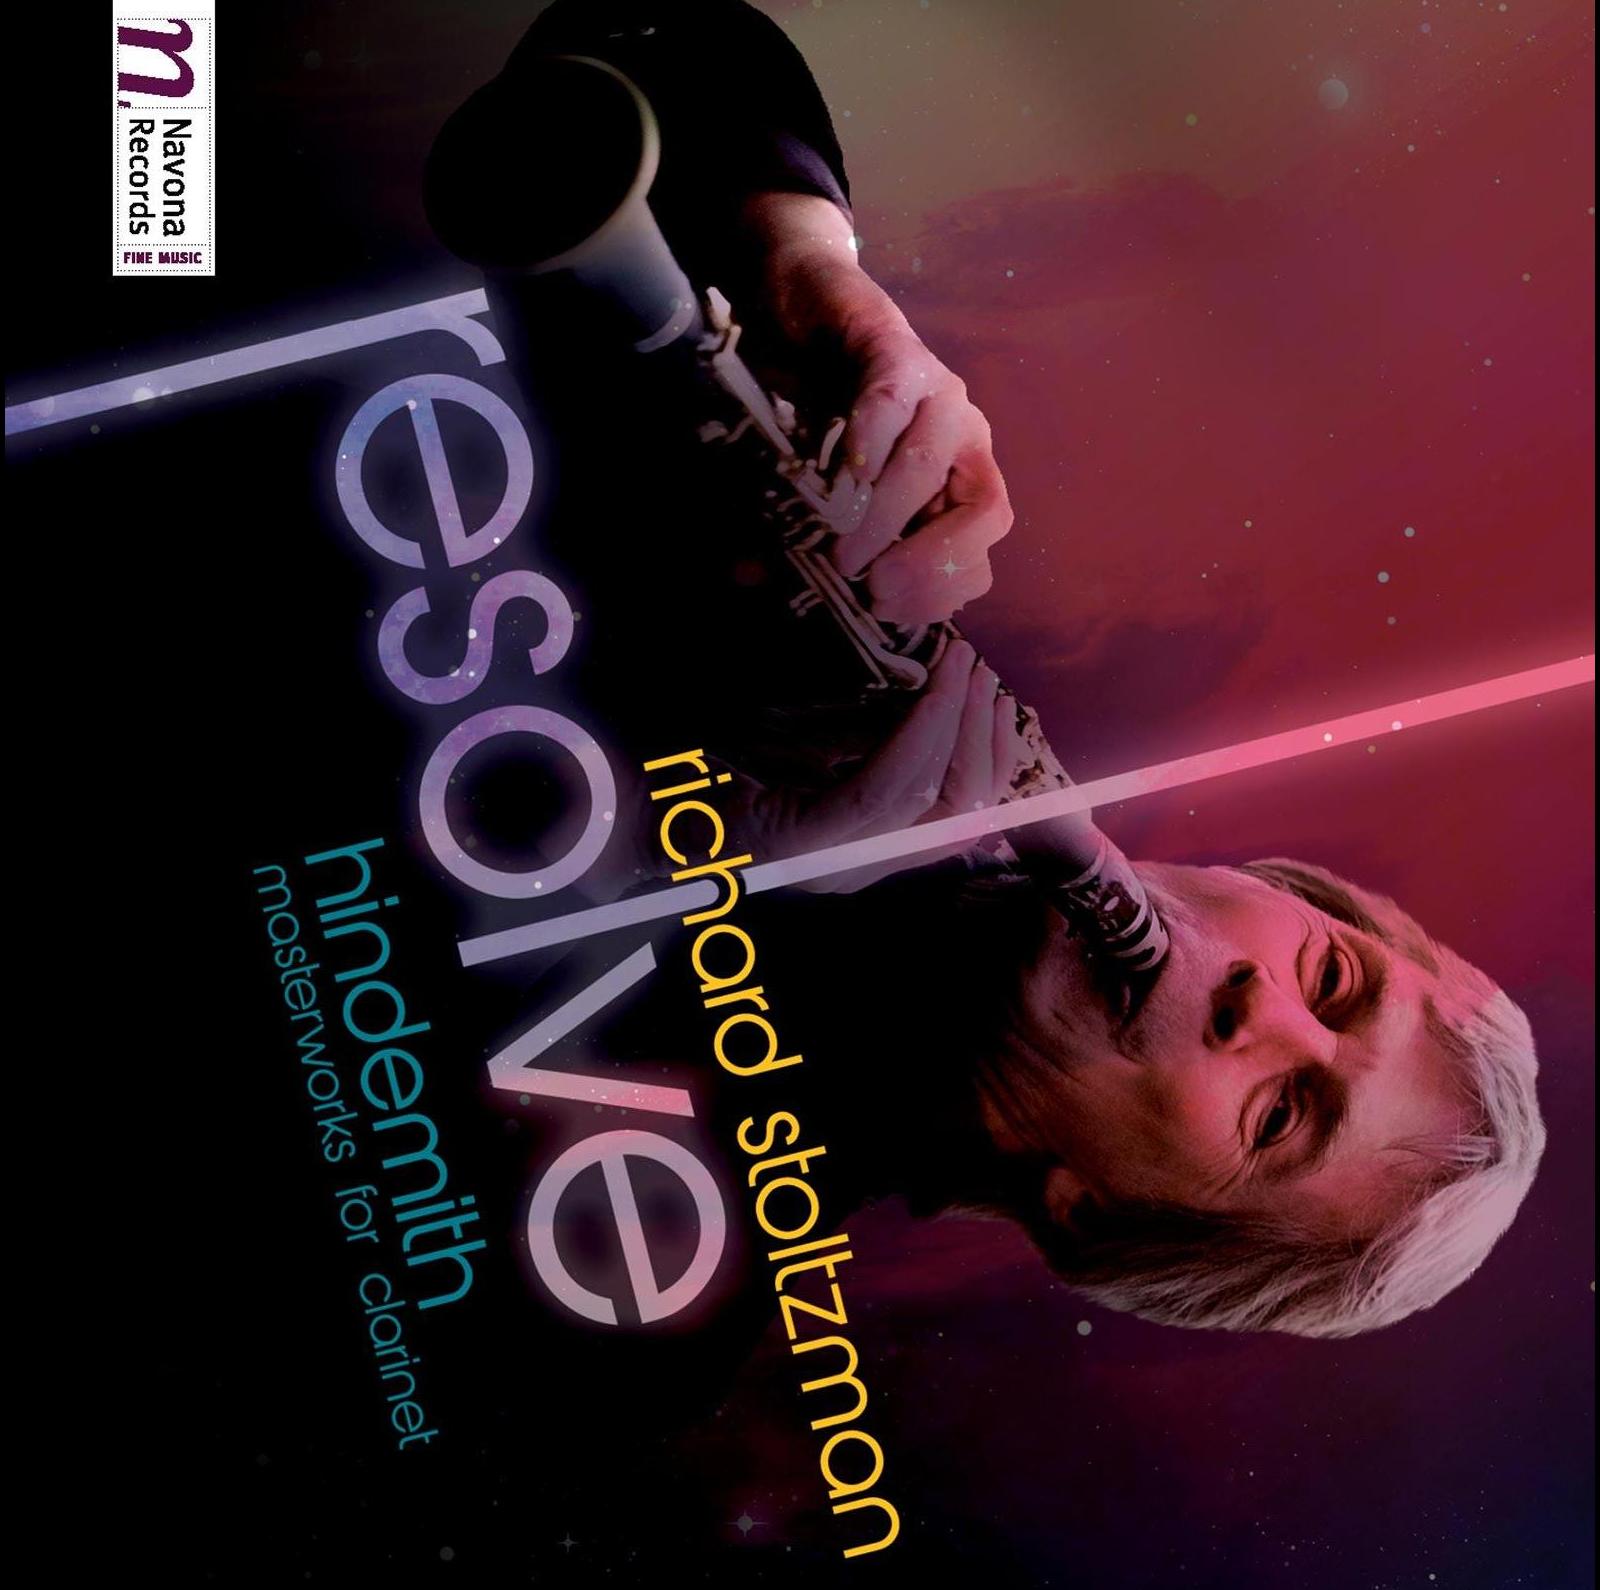 richard stoltzman
resolve
hindemith
masterworks for clarinet
n.
Navona
Records
FINE MUSIC